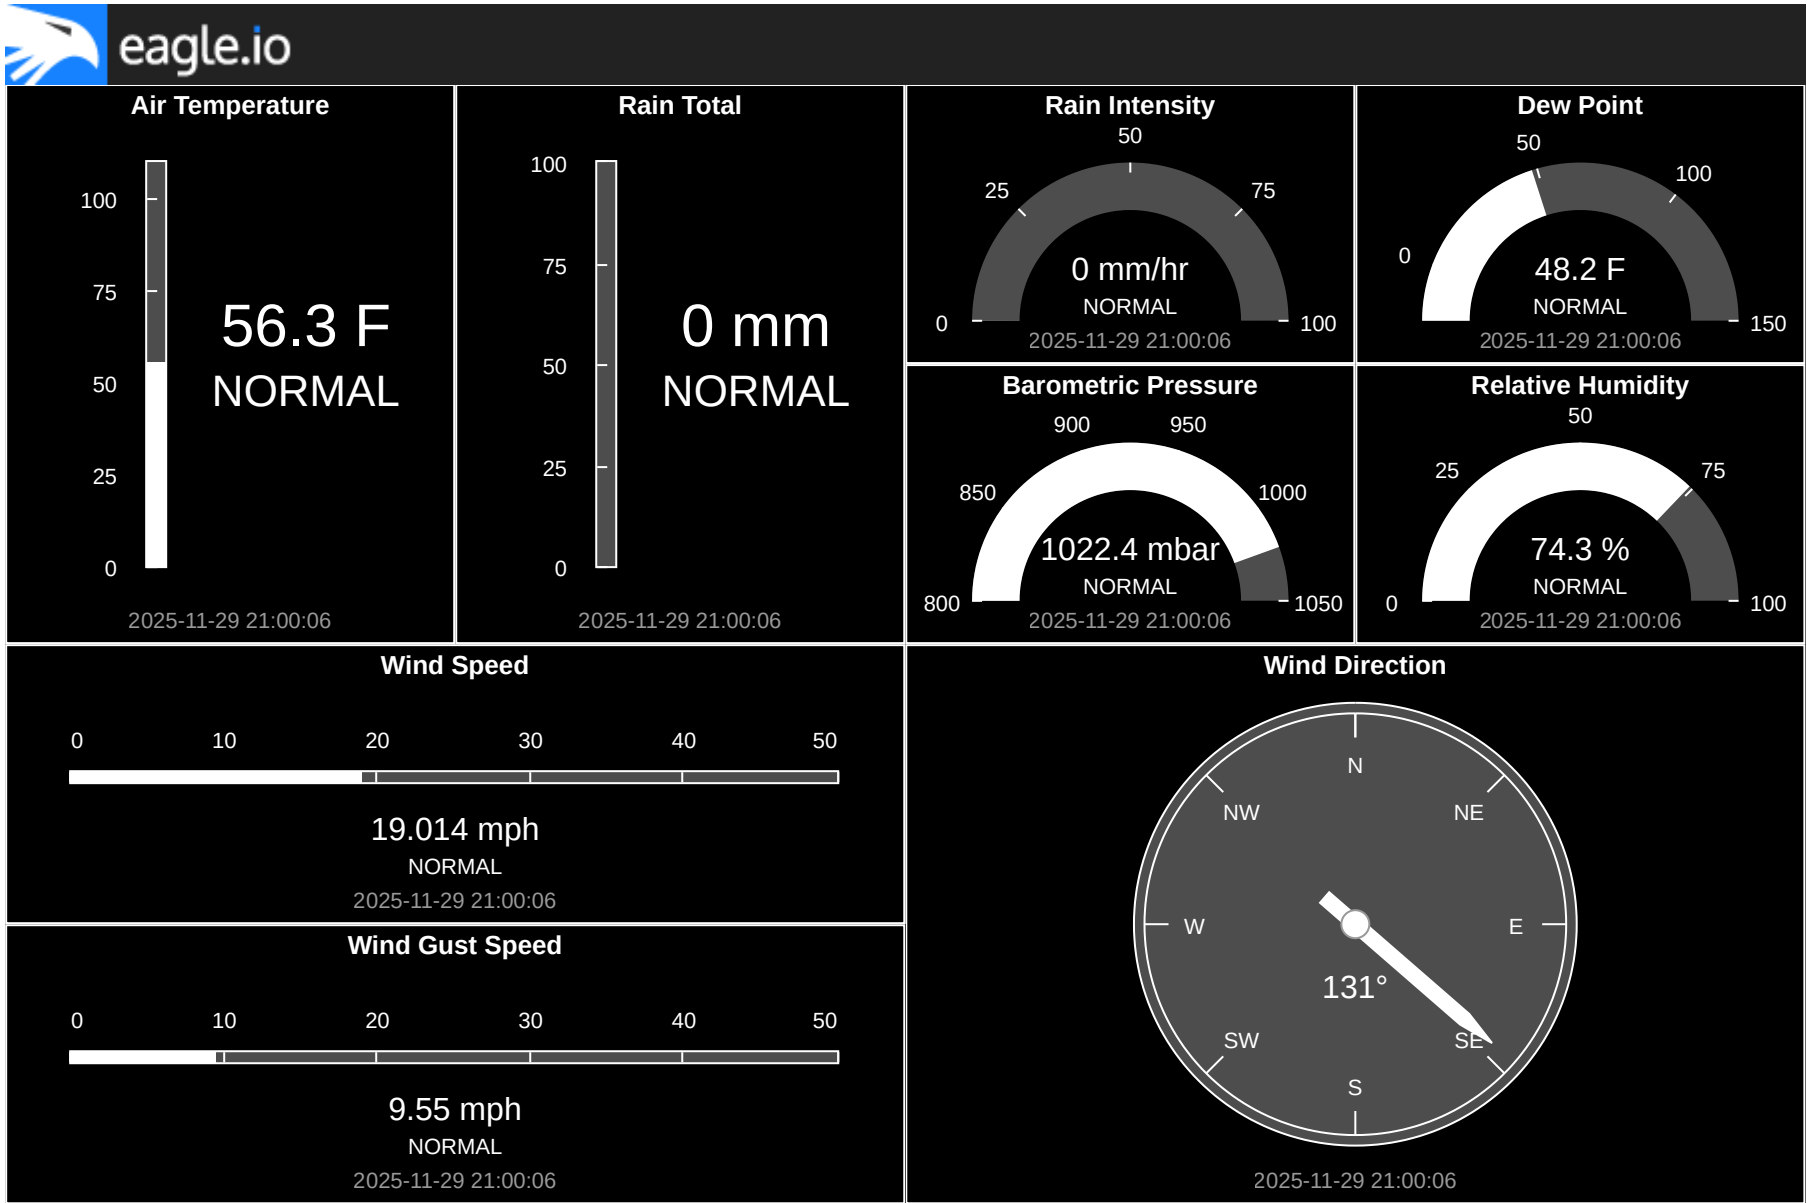 eagle.io
Air Temperature
100
75
50
25
0
56.3 F
NORMAL
2025-11-29 21:00:06
Rain Total
100
75
50
25
0
0 mm
NORMAL
2025-11-29 21:00:06
Rain Intensity
0
25
50
75
100
0 mm/hr
NORMAL
2025-11-29 21:00:06
Dew Point
0
50
100
150
48.2 F
NORMAL
2025-11-29 21:00:06
Barometric Pressure
800
850
900
950
1000
1050
1022.4 mbar
NORMAL
2025-11-29 21:00:06
Relative Humidity
0
25
50
75
100
74.3 %
NORMAL
2025-11-29 21:00:06
Wind Speed
0 10 20 30 40 50
19.014 mph
NORMAL
2025-11-29 21:00:06
Wind Gust Speed
0 10 20 30 40 50
9.55 mph
NORMAL
2025-11-29 21:00:06
Wind Direction
N
NW NE
W E
131°
SW SE
S
2025-11-29 21:00:06